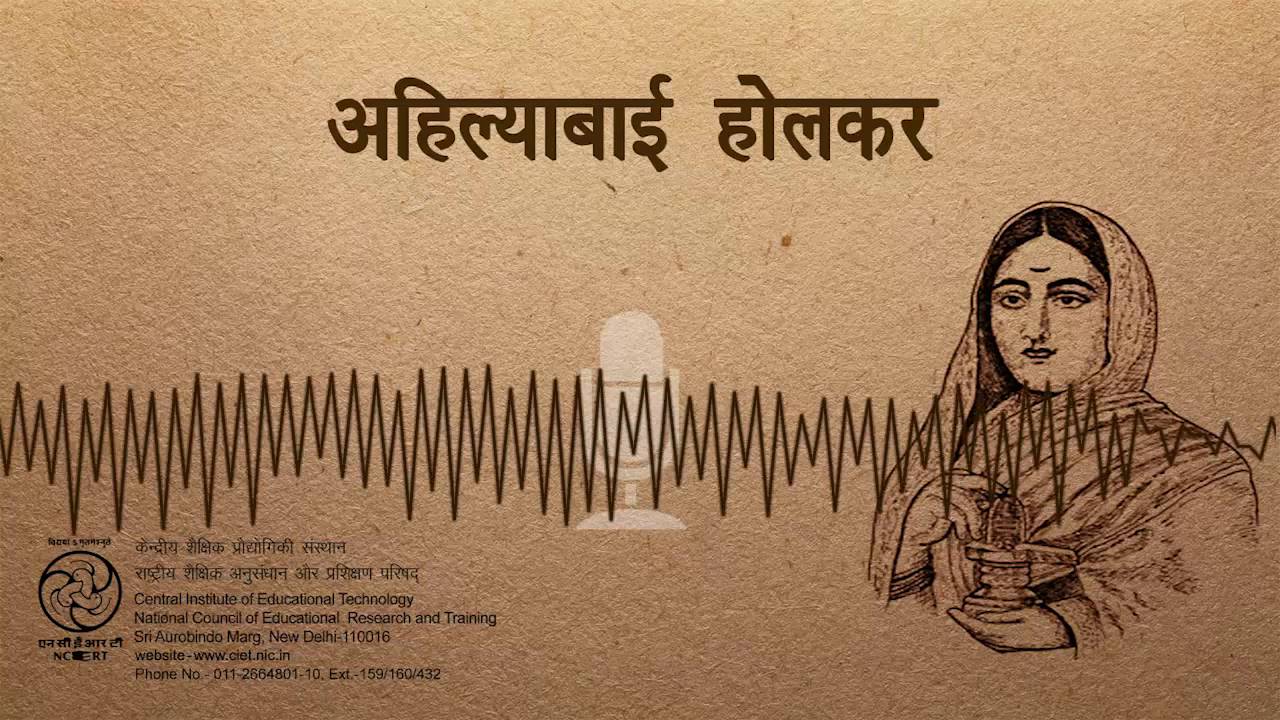 अहिल्याबाई होलकर
विद्यया ऽ मृतमश्नुते
एन सी ई आर टी
NCERT
केन्द्रीय शैक्षिक प्रौद्योगिकी संस्थान
राष्ट्रीय शैक्षिक अनुसंधान और प्रशिक्षण परिषद्
Central Institute of Educational Technology
National Council of Educational Research and Training
Sri Aurobindo Marg, New Delhi-110016
website-www.ciet.nic.in
Phone No.- 011-2664801-10, Ext.-159/160/432